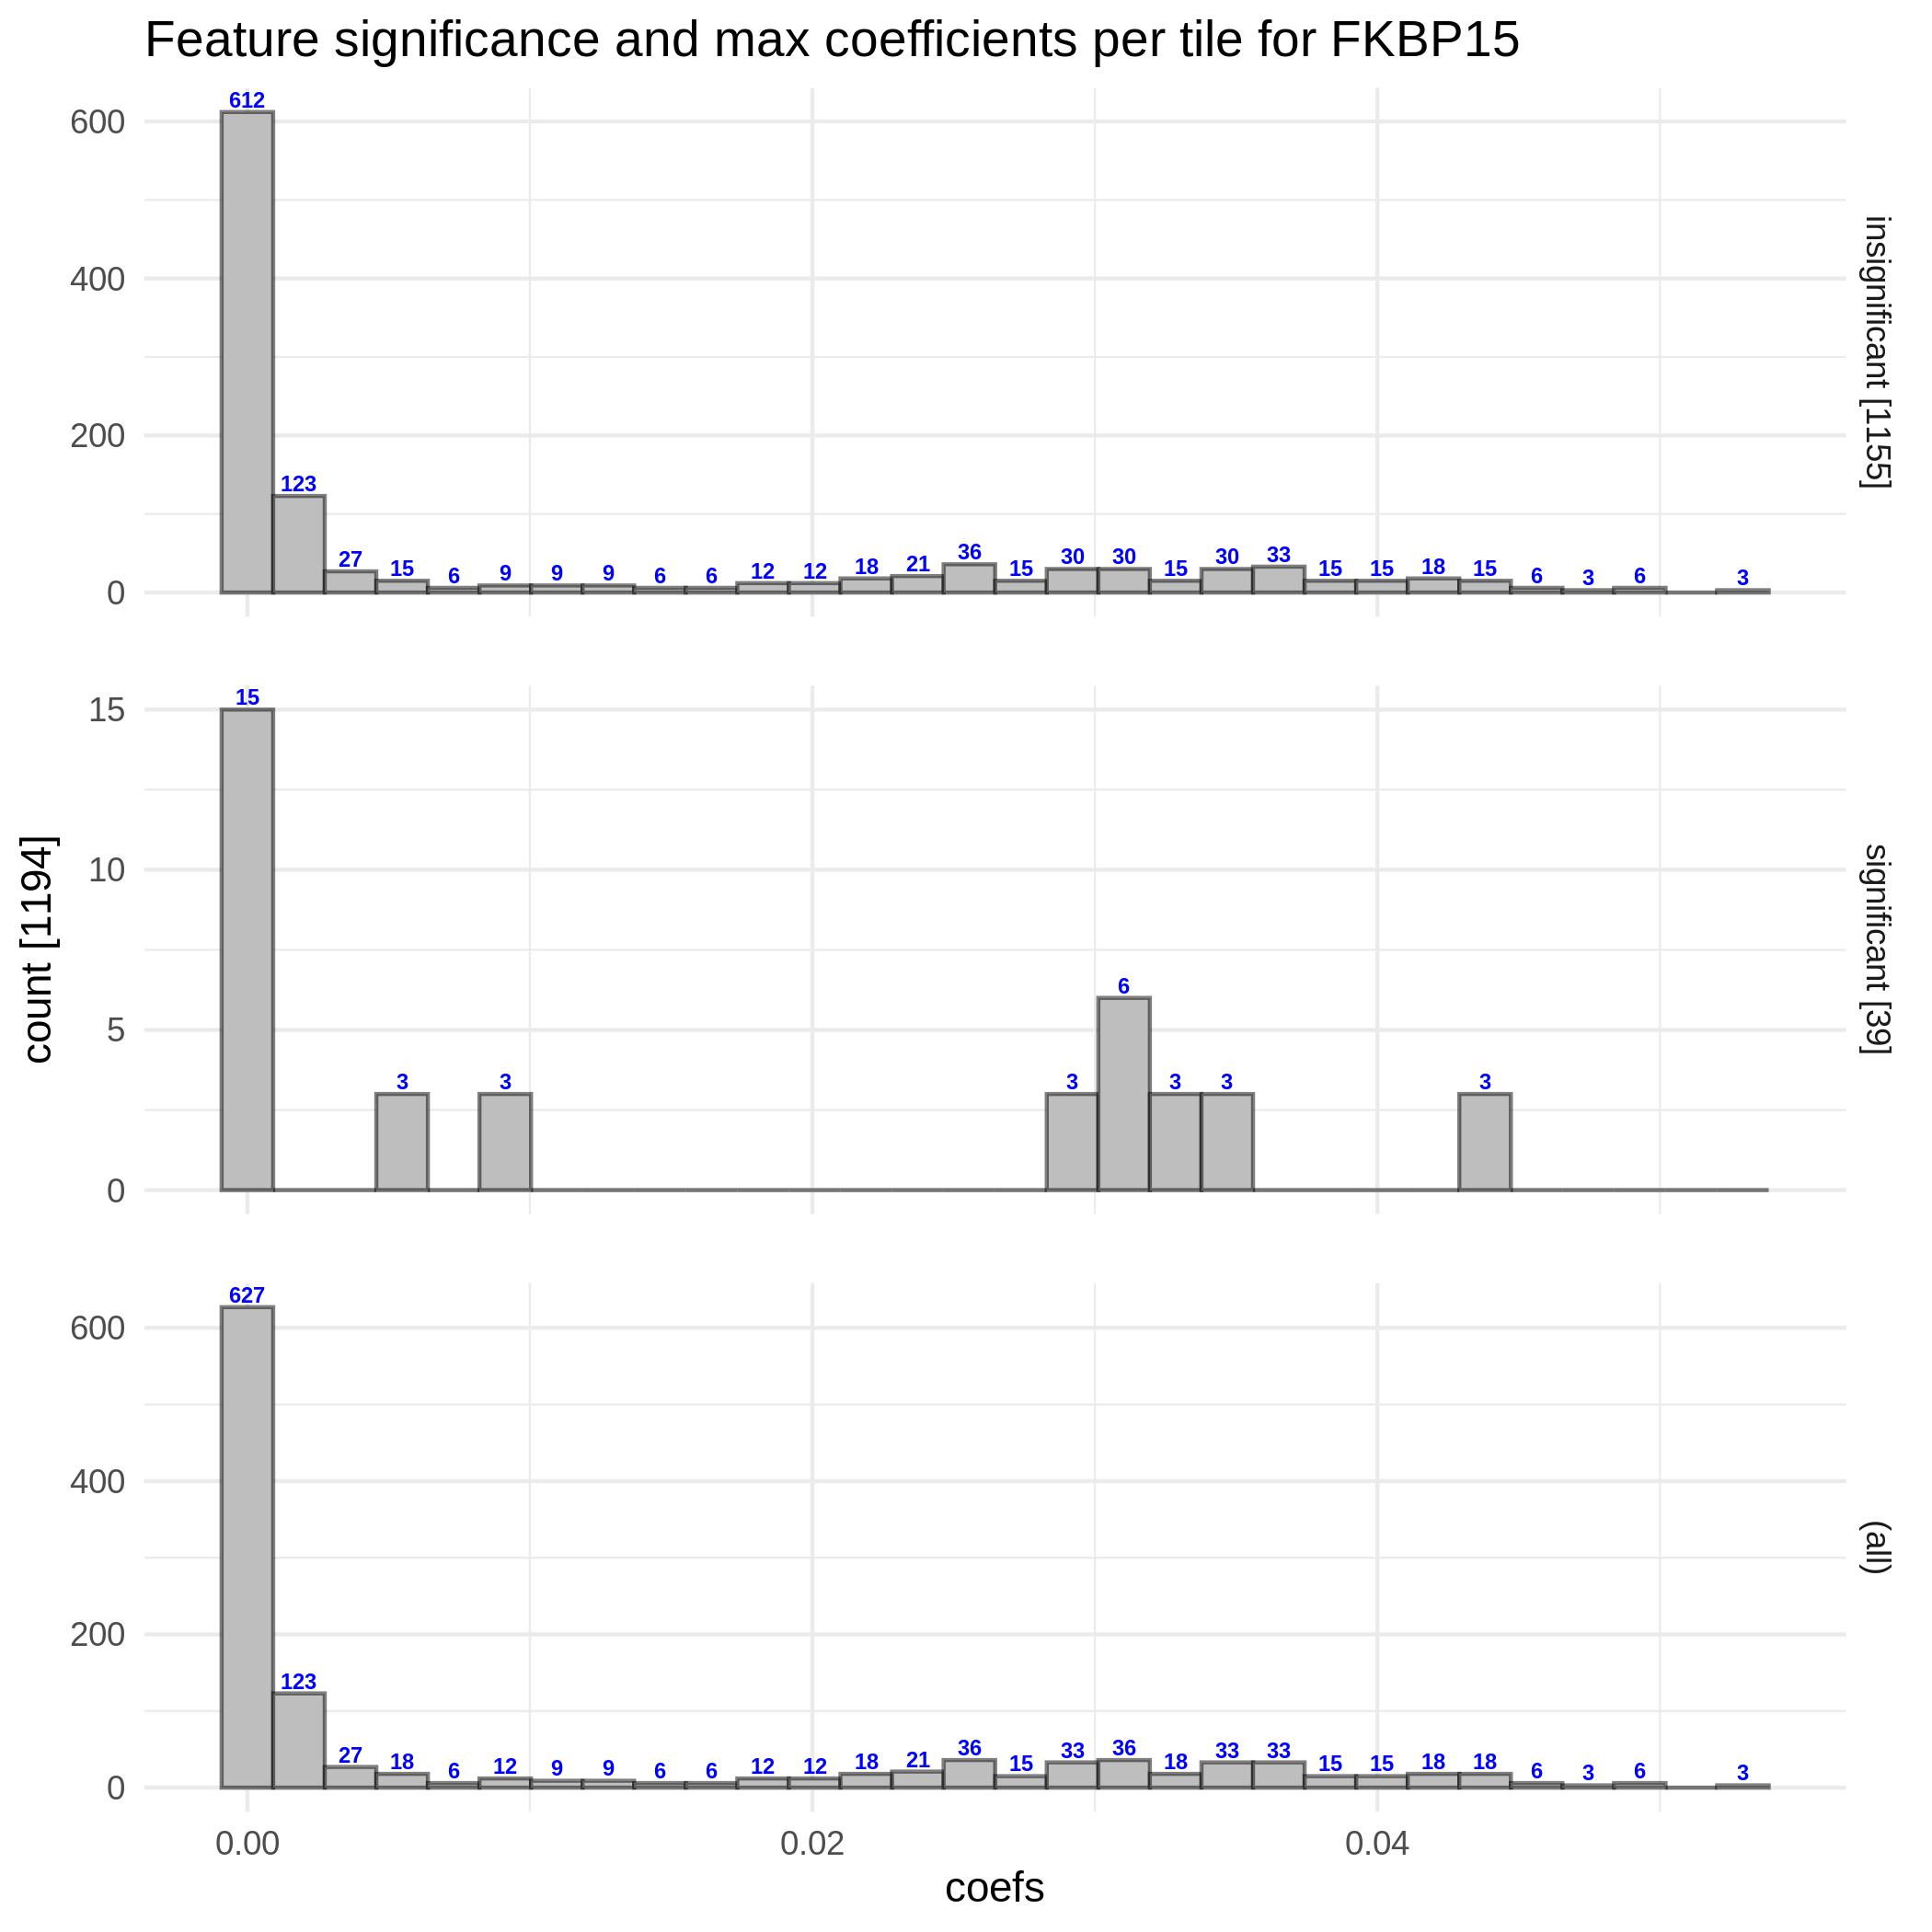 Feature significance and max coefficients per tile for FKBP15
612
123
27 15 6 9 9 9 6 6 12 12 18 21 36 15 30 30 15 30 33 15 15 18 15 6 3 6 3
600
400
200
0
insignificant [1155]
15
3 3 3 6 3 3 3
15
10
5
0
significant [39]
count [1194]
627
123
27 18 6 12 9 9 6 6 12 12 18 21 36 15 33 36 18 33 33 15 15 18 18 6 3 6 3
600
400
200
0
(all)
0.00 0.02 0.04
coefs